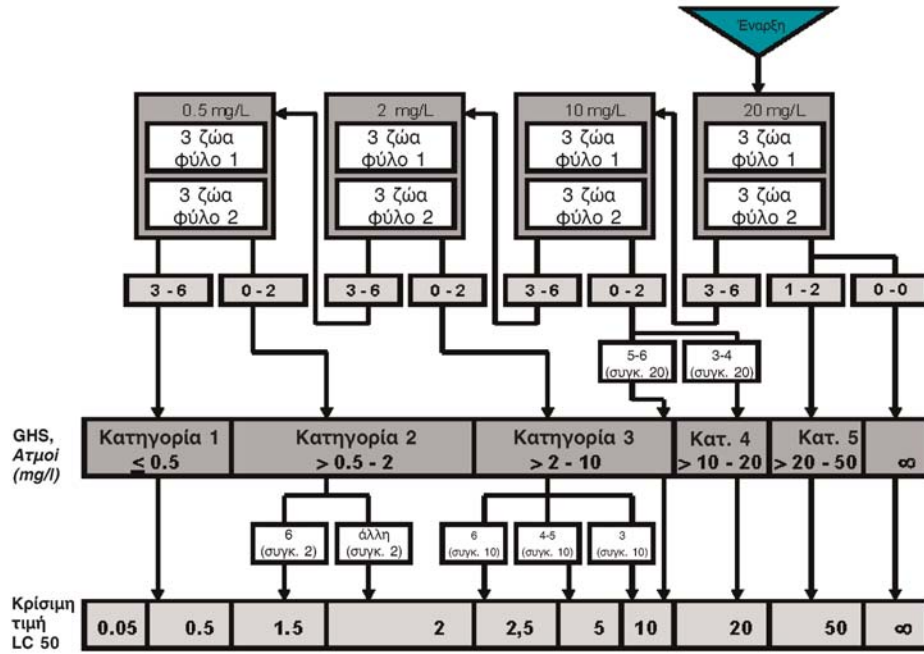 Έναρξη
0.5 mg/L
2 mg/L
10 mg/L
20 mg/L
3 ζώα
φύλο 1
3 ζώα
φύλο 1
3 ζώα
φύλο 1
3 ζώα
φύλο 1
3 ζώα
φύλο 2
3 ζώα
φύλο 2
3 ζώα
φύλο 2
3 ζώα
φύλο 2
3 - 6
0 - 2
3 - 6
0 - 2
3 - 6
0 - 2
3 - 6
1 - 2
0 - 0
5-6
(συγκ. 20)
3-4
(συγκ. 20)
GHS,
Ατμοί
(mg/l)
Κατηγορία 1
≤ 0.5
Κατηγορία 2
> 0.5 - 2
Κατηγορία 3
> 2 - 10
Κατ. 4
> 10 - 20
Κατ. 5
> 20 - 50
∞
6
(συγκ. 2)
άλλη
(συγκ. 2)
6
(συγκ. 10)
4-5
(συγκ. 10)
3
(συγκ. 10)
Κρίσιμη
τιμή
LC 50
0.05 0.5 1.5 2 2,5 5 10 20 50 ∞